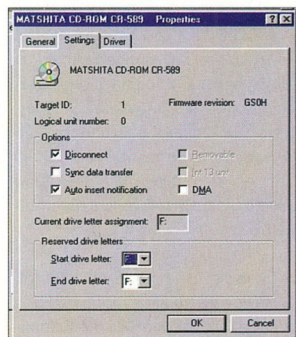 MATSHITA CD-ROM CR-589 Properties
General Settings Driver
MATSHITA CD-ROM CR-589
Target ID: 1 Firmware revision: GS0H
Logical unit number: 0
Options
Disconnect Removable
Sync data transfer Int 13 unit
Auto insert notification DMA
Current drive letter assignment: F:
Reserved drive letters
Start drive letter: F:
End drive letter: F:
OK Cancel